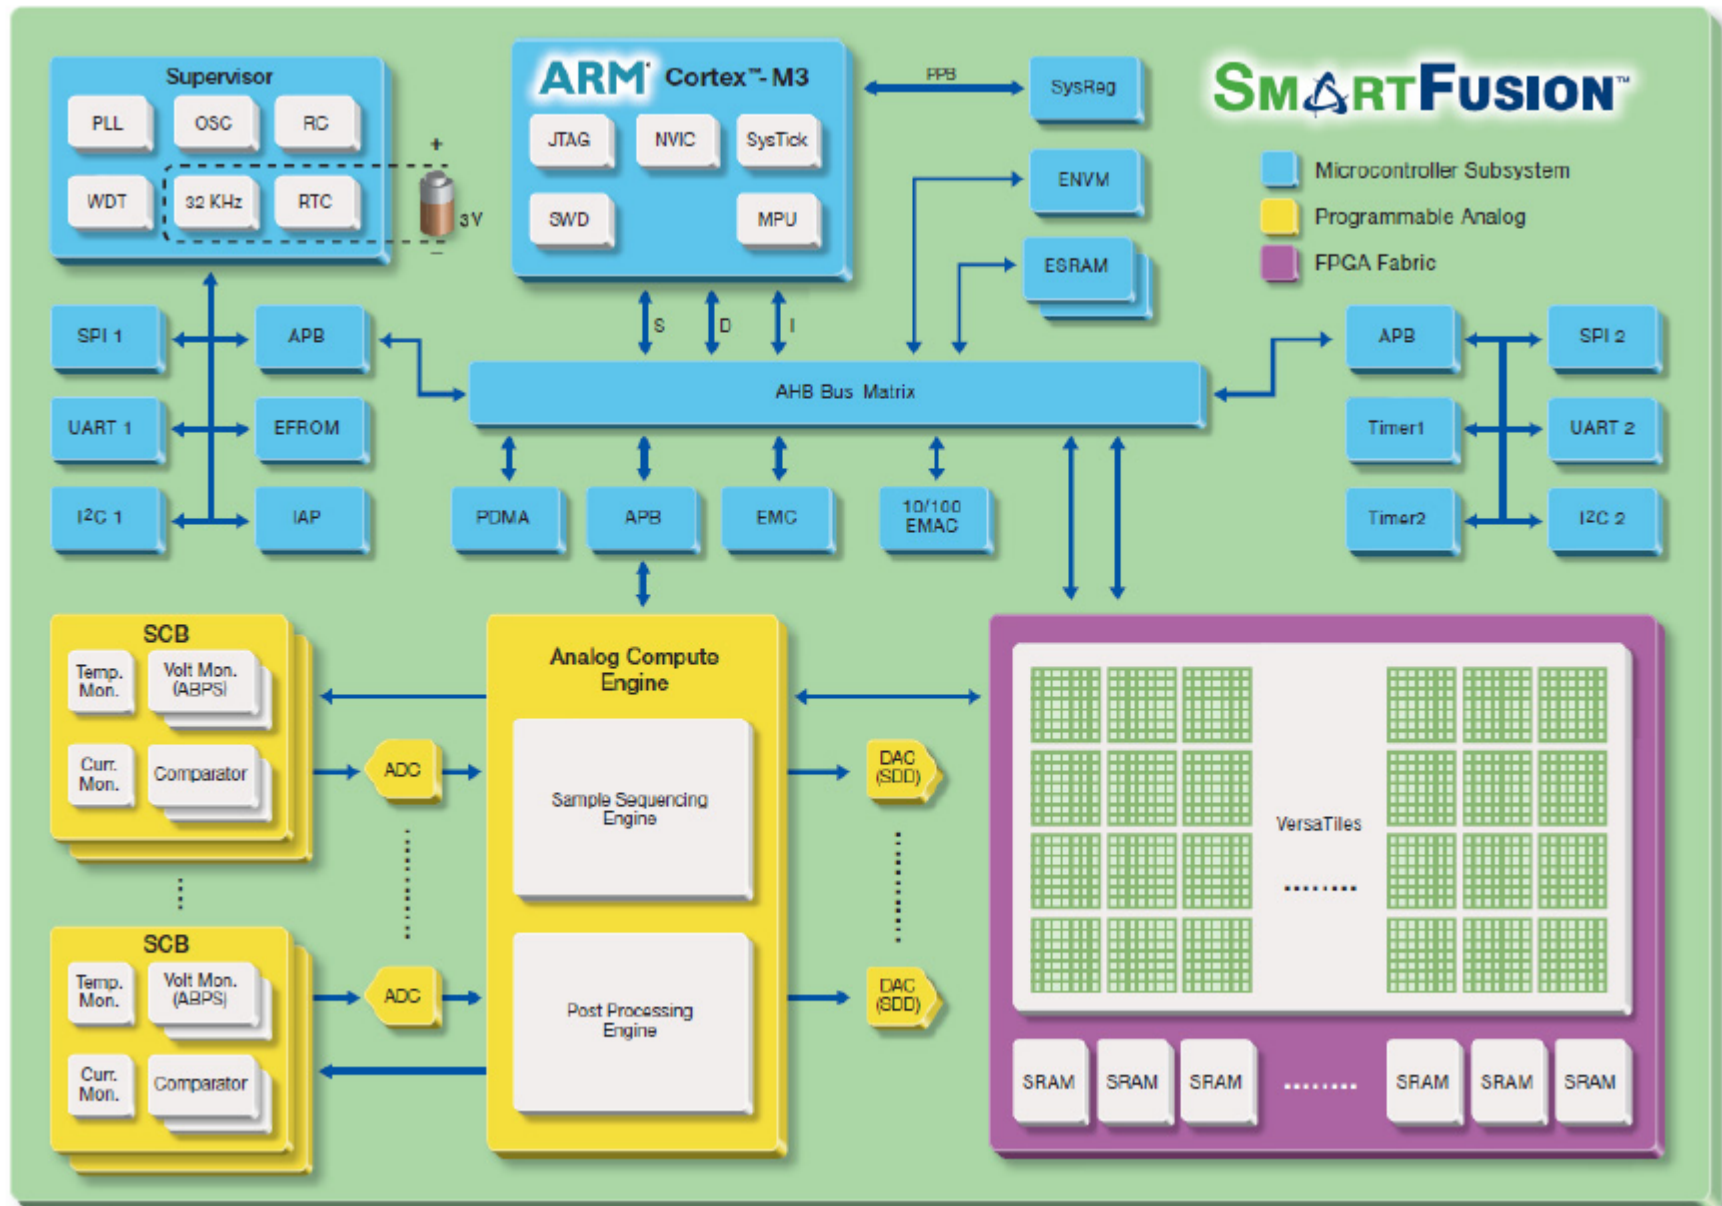 Supervisor
PLL
OSC
RC
WDT
32 KHz
RTC
+
3V
–
ARM® Cortex™-M3
JTAG
NVIC
SysTick
SWD
MPU
PPB
SysReg
ENVM
ESRAM
SMARTFUSION™
Microcontroller Subsystem
Programmable Analog
FPGA Fabric
S
D
I
SPI 1
APB
UART 1
EFROM
I²C 1
IAP
AHB Bus Matrix
PDMA
APB
EMC
10/100
EMAC
APB
SPI 2
Timer1
UART 2
Timer2
I²C 2
SCB
Temp.
Mon.
Volt Mon.
(ABPS)
Curr.
Mon.
Comparator
ADC
SCB
Temp.
Mon.
Volt Mon.
(ABPS)
Curr.
Mon.
Comparator
ADC
Analog Compute
Engine
Sample Sequencing
Engine
Post Processing
Engine
DAC
(SDD)
DAC
(SDD)
VersaTiles
........
SRAM
SRAM
SRAM
........
SRAM
SRAM
SRAM